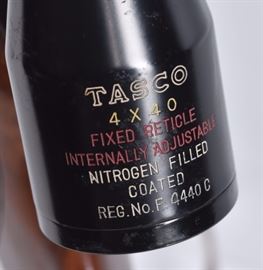 TASCO
4 X 40
FIXED RETICLE
INTERNALLY ADJUSTABLE
NITROGEN FILLED
COATED
REG. No. F. 4440 C